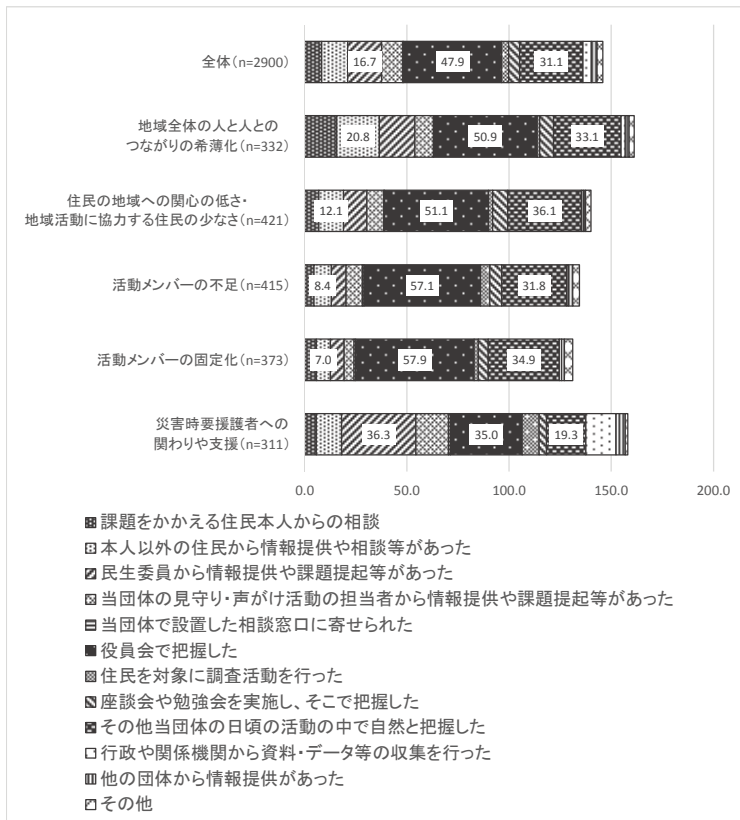 全体(n=2900)
16.7
47.9
31.1
地域全体の人と人との
つながりの希薄化(n=332)
20.8
50.9
33.1
住民の地域への関心の低さ・
地域活動に協力する住民の少なさ(n=421)
12.1
51.1
36.1
活動メンバーの不足(n=415)
8.4
57.1
31.8
活動メンバーの固定化(n=373)
7.0
57.9
34.9
災害時要援護者への
関わりや支援(n=311)
36.3
35.0
19.3
0.0 50.0 100.0 150.0 200.0
課題をかかえる住民本人からの相談
本人以外の住民から情報提供や相談等があった
民生委員から情報提供や課題提起等があった
当団体の見守り・声がけ活動の担当者から情報提供や課題提起等があった
当団体で設置した相談窓口に寄せられた
役員会で把握した
住民を対象に調査活動を行った
座談会や勉強会を実施し、そこで把握した
その他当団体の日頃の活動の中で自然と把握した
行政や関係機関から資料・データ等の収集を行った
他の団体から情報提供があった
その他